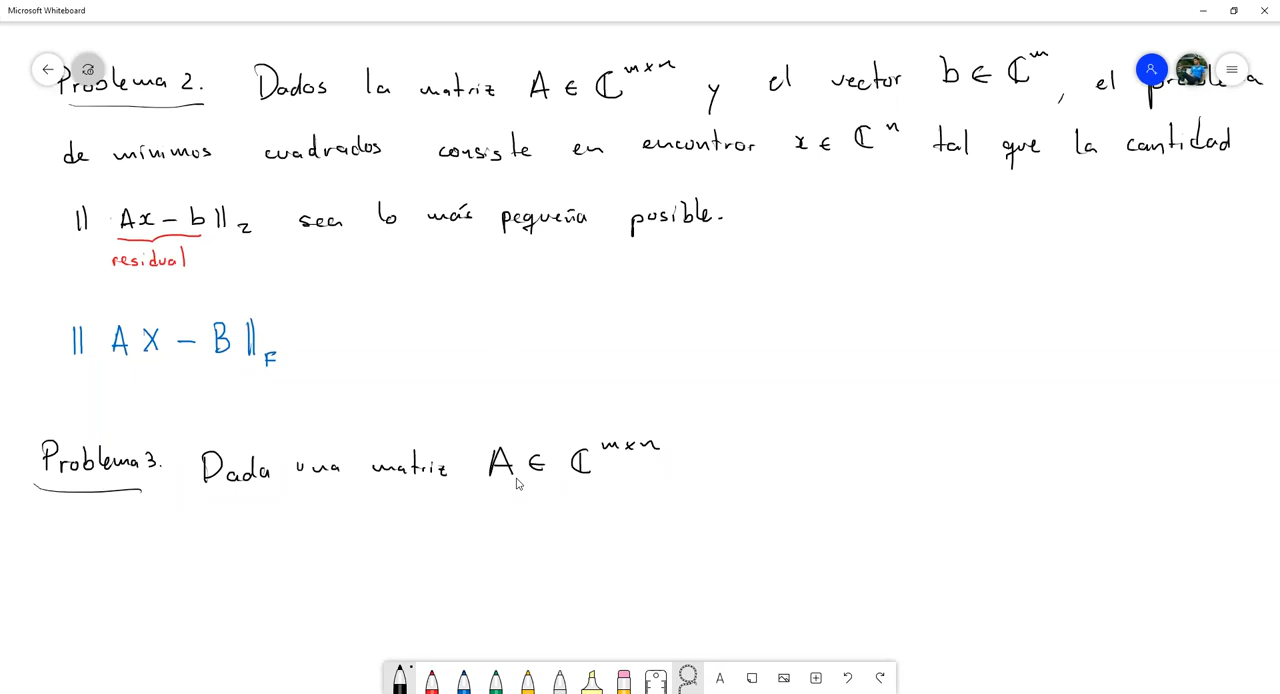 Microsoft Whiteboard
Problema 2. Dados la matriz A ∈ ℂ^{m×n} y el vector b ∈ ℂ^m, el problema
de mínimos cuadrados consiste en encontrar x ∈ ℂ^n tal que la cantidad
|| Ax - b ||_2 sea lo más pequeña posible.
residual
|| AX - B ||_F
Problema 3. Dada una matriz A ∈ ℂ^{m×n}
A